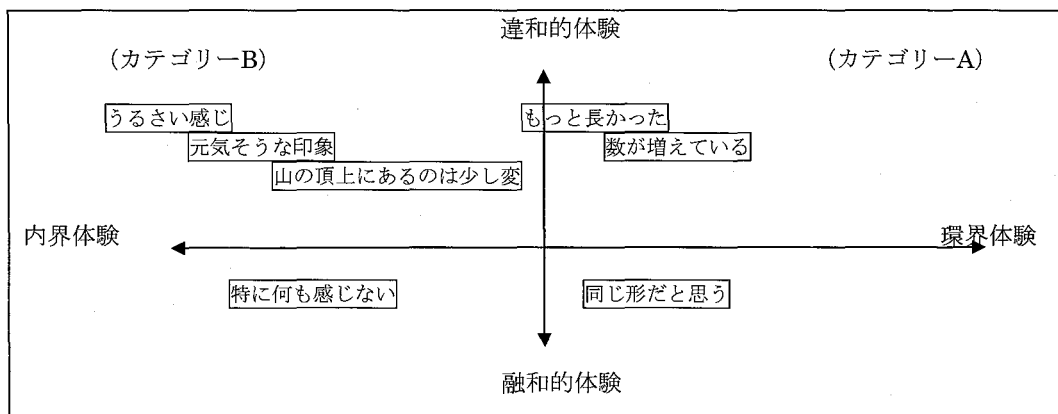 違和的体験
(カテゴリーB)
(カテゴリーA)
うるさい感じ
もっと長かった
元気そうな印象
数が増えている
山の頂上にあるのは少し変
内界体験
環界体験
特に何も感じない
同じ形だと思う
融和的体験